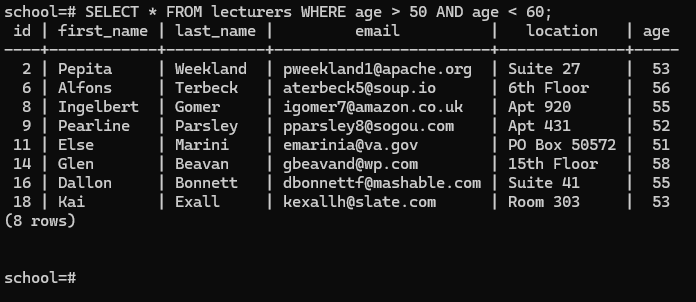 school=# SELECT * FROM lecturers WHERE age > 50 AND age < 60;
 id | first_name | last_name |         email          |   location   | age
----+------------+-----------+------------------------+--------------+-----
  2 | Pepita     | Weekland  | pweekland1@apache.org  | Suite 27     |  53
  6 | Alfons     | Terbeck   | aterbeck5@soup.io      | 6th Floor    |  56
  8 | Ingelbert  | Gomer     | igomer7@amazon.co.uk   | Apt 920      |  55
  9 | Pearline   | Parsley   | pparsley8@sogou.com    | Apt 431      |  52
 11 | Else       | Marini    | emarinia@va.gov        | PO Box 50572 |  51
 14 | Glen       | Beavan    | gbeavand@wp.com        | 15th Floor   |  58
 16 | Dallon     | Bonnett   | dbonnettf@mashable.com | Suite 41     |  55
 18 | Kai        | Exall     | kexallh@slate.com      | Room 303     |  53
(8 rows)
school=#